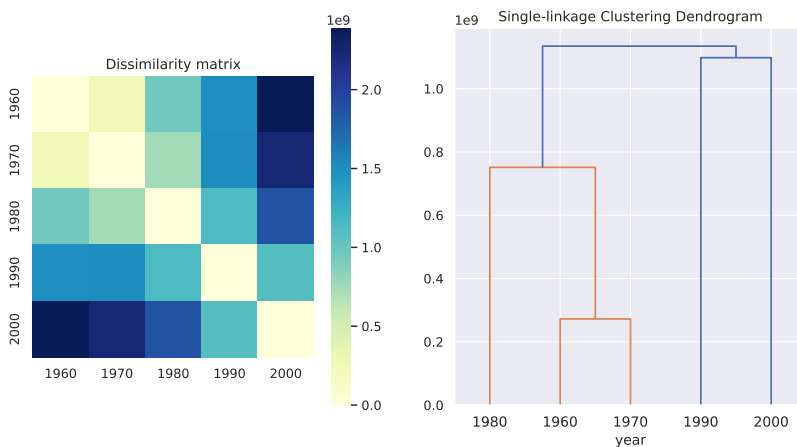 Dissimilarity matrix
1960
1970
1980
1990
2000
1960 1970 1980 1990 2000
1e9
2.0
1.5
1.0
0.5
0.0
Single-linkage Clustering Dendrogram
1e9
1.0
0.8
0.6
0.4
0.2
0.0
1980 1960 1970 1990 2000
year